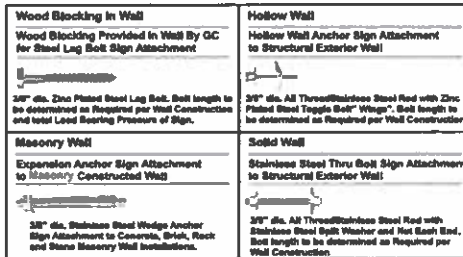 Wood Blocking In Wall
Wood Blocking Provided in Wall By GC
for Steel Lag Bolt Sign Attachment
3/8" dia. Zinc Plated Steel Lag Bolt. Bolt length to
be determined as Required per Wall Construction
and total Load Bearing Pressure of Sign.
Hollow Wall
Hollow Wall Anchor Sign Attachment
to Structural Exterior Wall
3/8" dia. All Thread/Stainless Steel Rod with Zinc
Plated Steel Toggle Bolt" Wings". Bolt length to
be determined as Required per Wall Construction
Masonry Wall
Expansion Anchor Sign Attachment
to Masonry Constructed Wall
3/8" dia. Stainless Steel Wedge Anchor
Sign Attachment to Concrete, Brick, Rock
and Stone Masonry Wall Installations.
Solid Wall
Stainless Steel Thru Bolt Sign Attachment
to Structural Exterior Wall
3/8" dia. All Thread/Stainless Steel Rod with
Stainless Steel Split Washer and Nut Each End.
Bolt length to be determined as Required per
Wall Construction